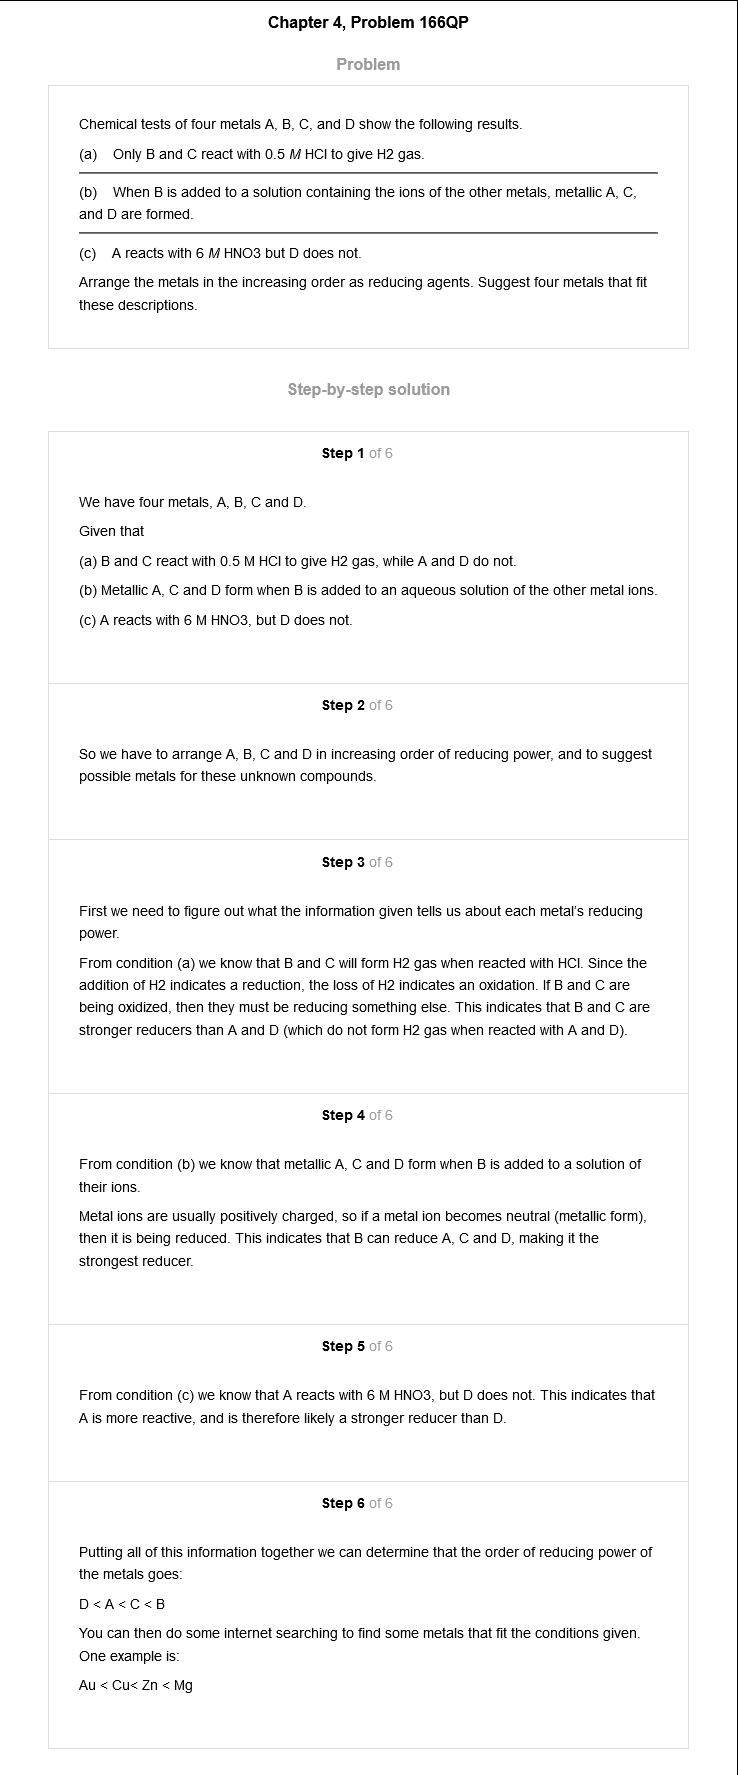 Chapter 4, Problem 166QP
Problem
Chemical tests of four metals A, B, C, and D show the following results.
(a) Only B and C react with 0.5 M HCl to give H2 gas.
(b) When B is added to a solution containing the ions of the other metals, metallic A, C,
and D are formed.
(c) A reacts with 6 M HNO3 but D does not.
Arrange the metals in the increasing order as reducing agents. Suggest four metals that fit
these descriptions.
Step-by-step solution
Step 1 of 6
We have four metals, A, B, C and D.
Given that
(a) B and C react with 0.5 M HCl to give H2 gas, while A and D do not.
(b) Metallic A, C and D form when B is added to an aqueous solution of the other metal ions.
(c) A reacts with 6 M HNO3, but D does not.
Step 2 of 6
So we have to arrange A, B, C and D in increasing order of reducing power, and to suggest
possible metals for these unknown compounds.
Step 3 of 6
First we need to figure out what the information given tells us about each metal's reducing
power.
From condition (a) we know that B and C will form H2 gas when reacted with HCl. Since the
addition of H2 indicates a reduction, the loss of H2 indicates an oxidation. If B and C are
being oxidized, then they must be reducing something else. This indicates that B and C are
stronger reducers than A and D (which do not form H2 gas when reacted with A and D).
Step 4 of 6
From condition (b) we know that metallic A, C and D form when B is added to a solution of
their ions.
Metal ions are usually positively charged, so if a metal ion becomes neutral (metallic form),
then it is being reduced. This indicates that B can reduce A, C and D, making it the
strongest reducer.
Step 5 of 6
From condition (c) we know that A reacts with 6 M HNO3, but D does not. This indicates that
A is more reactive, and is therefore likely a stronger reducer than D.
Step 6 of 6
Putting all of this information together we can determine that the order of reducing power of
the metals goes:
D < A < C < B
You can then do some internet searching to find some metals that fit the conditions given.
One example is:
Au < Cu< Zn < Mg